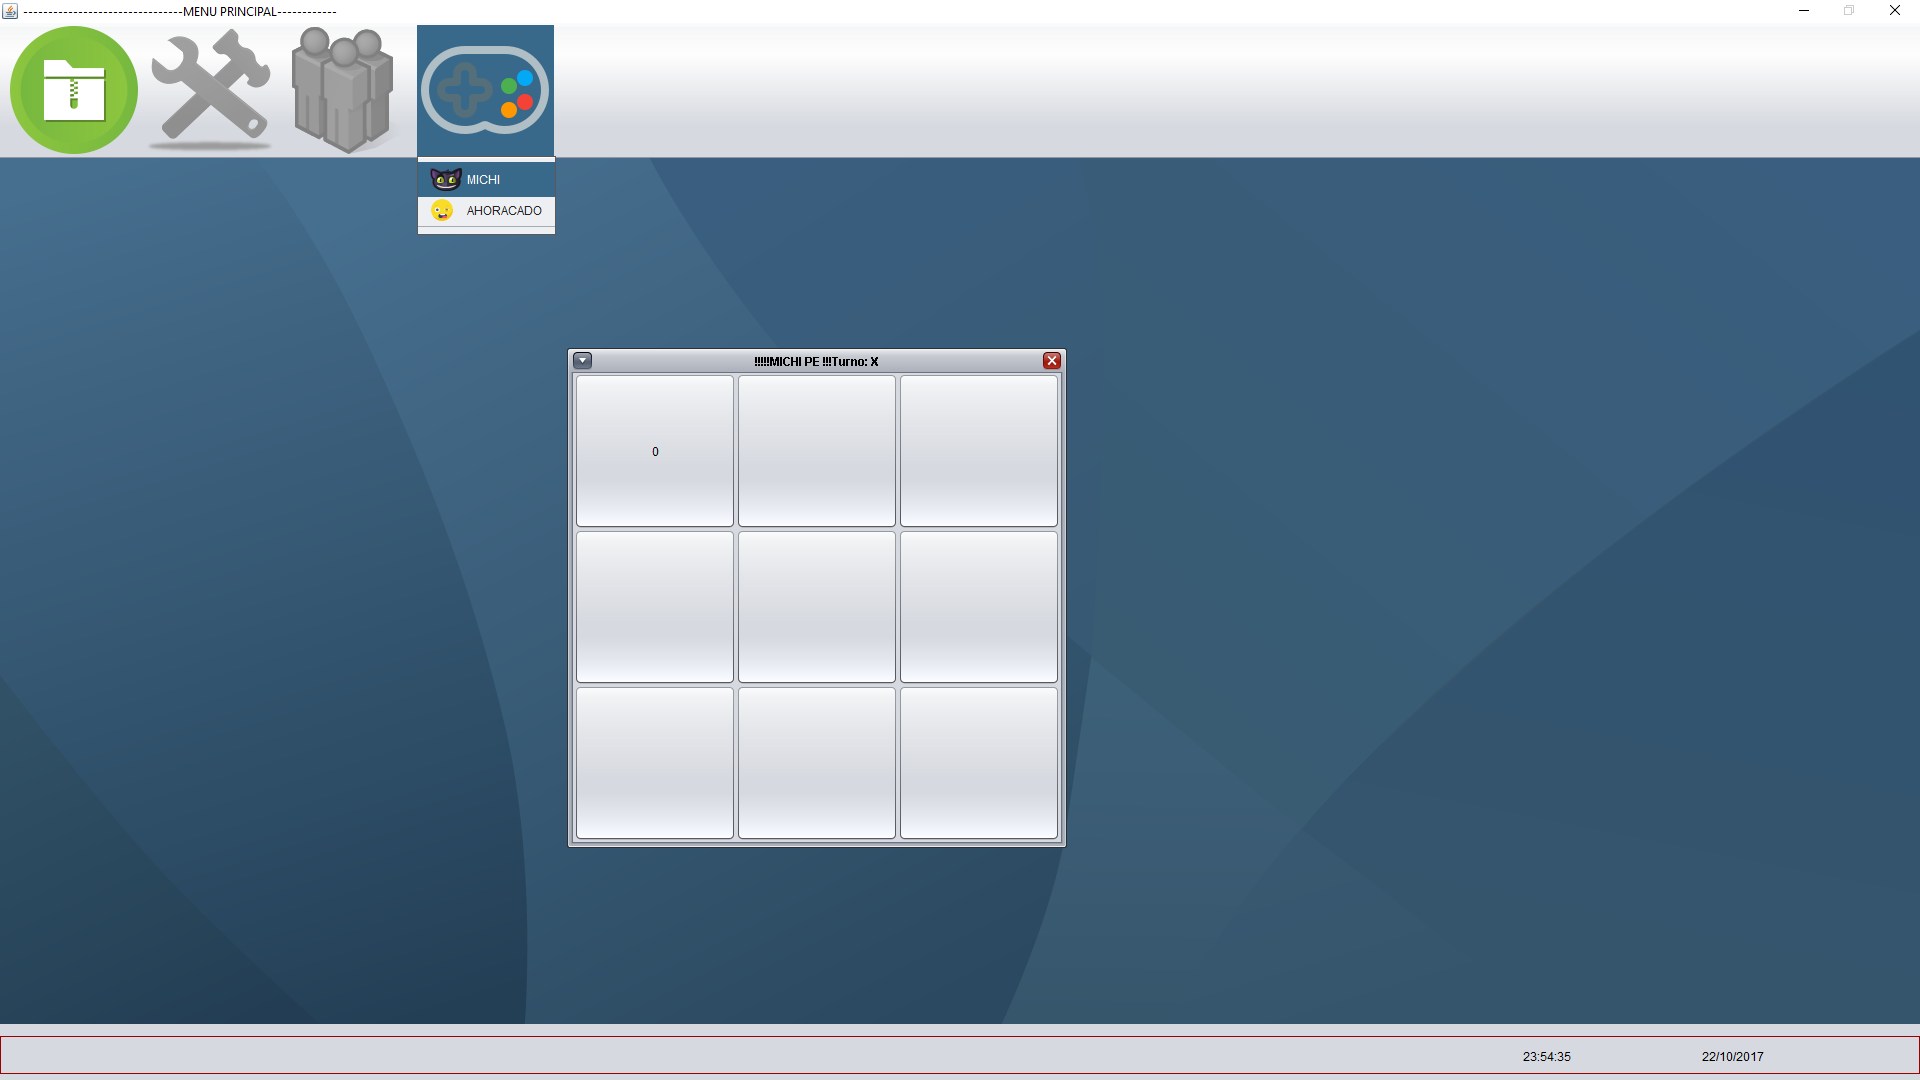 --------------------------------MENU PRINCIPAL------------
MICHI
AHORACADO
!!!!!MICHI PE !!!Turno: X
0
23:54:35
22/10/2017